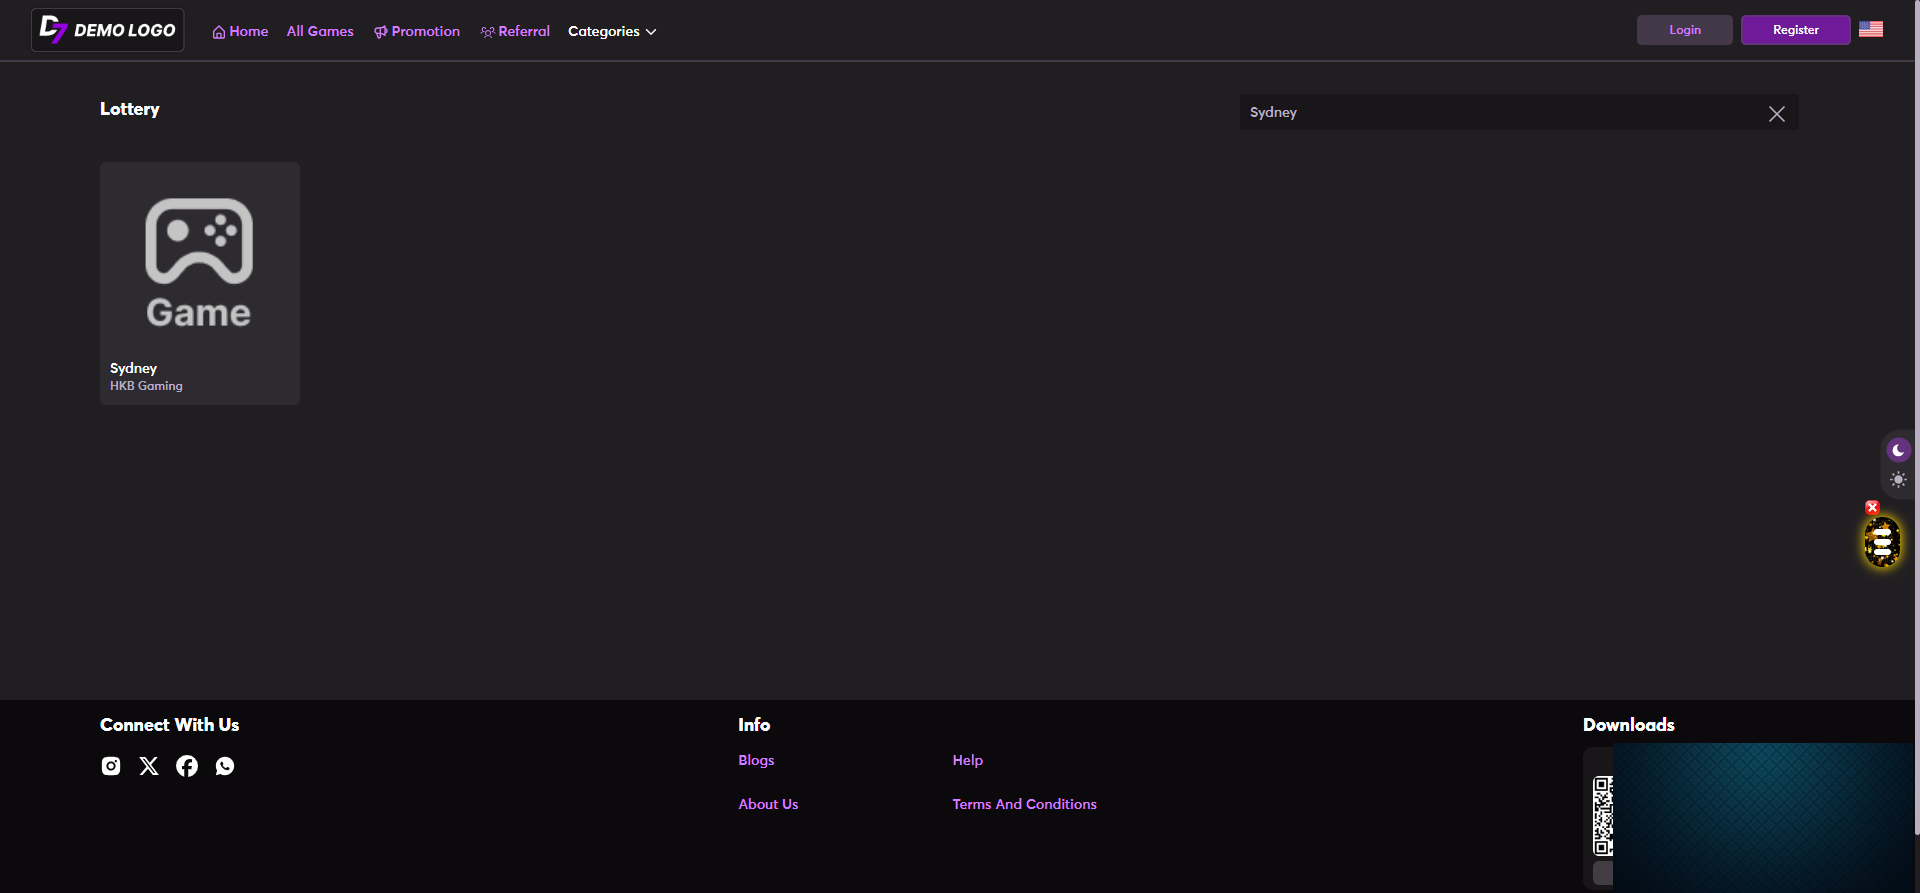 D7 DEMO LOGO
Home
All Games
Promotion
Referral
Categories
Login
Register
Lottery
Sydney
Game
Sydney
HKB Gaming
Connect With Us
Info
Downloads
Blogs
Help
About Us
Terms And Conditions